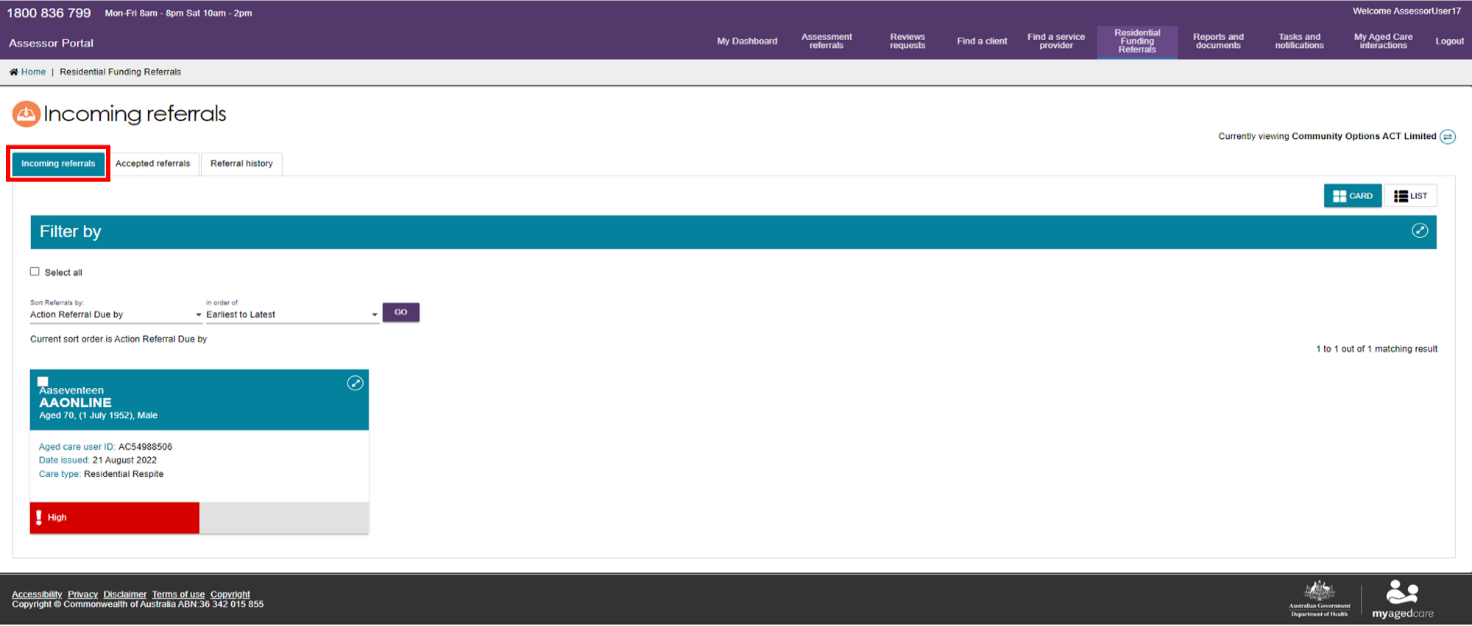 1800 836 799 Mon-Fri 8am - 8pm Sat 10am - 2pm
Welcome AssessorUser17
Assessor Portal
My Dashboard
Assessment
referrals
Reviews
requests
Find a client
Find a service
provider
Residential
Funding
Referrals
Reports and
documents
Tasks and
notifications
My Aged Care
interactions
Logout
Home | Residential Funding Referrals
Incoming referrals
Currently viewing Community Options ACT Limited
Incoming referrals
Accepted referrals
Referral history
CARD
LIST
Filter by
Select all
Sort Referrals by:
in order of
Action Referral Due by
Earliest to Latest
GO
Current sort order is Action Referral Due by
1 to 1 out of 1 matching result
Aaseventeen
AAONLINE
Aged 70, (1 July 1952), Male
Aged care user ID: AC54988506
Date issued: 21 August 2022
Care type: Residential Respite
High
Accessibility Privacy Disclaimer Terms of use Copyright
Copyright © Commonwealth of Australia ABN:36 342 015 855
Australian Government
Department of Health
myagedcare